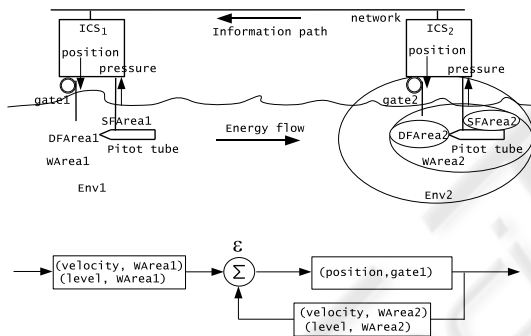 network
ICS1
Information path
ICS2
position
position
pressure
pressure
gate1
gate2
SFArea1
SFArea2
DFArea1
Energy flow
DFArea2
WArea1
Pitot tube
Pitot tube
WArea2
Env1
Env2
ε
(velocity, WArea1)
(level, WArea1)
Σ
(position,gate1)
(velocity, WArea2)
(level, WArea2)